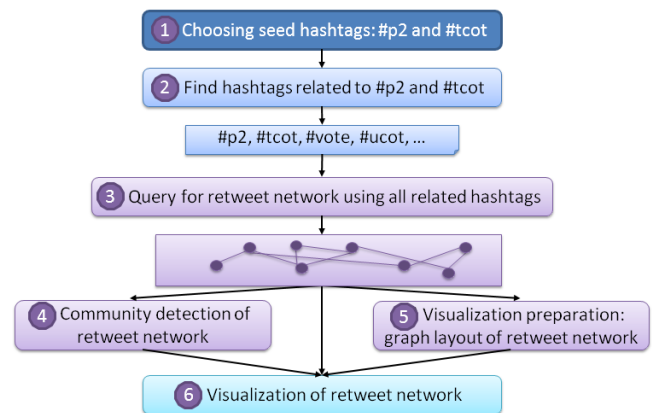 1 Choosing seed hashtags: #p2 and #tcot
2 Find hashtags related to #p2 and #tcot
#p2, #tcot, #vote, #ucot, ...
3 Query for retweet network using all related hashtags
4 Community detection of
retweet network
5 Visualization preparation:
graph layout of retweet network
6 Visualization of retweet network